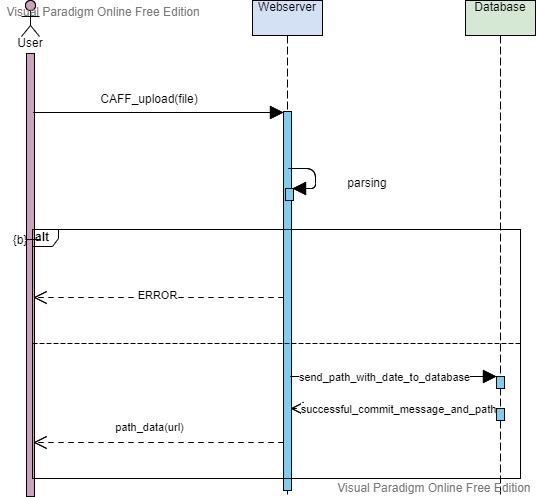 Visual Paradigm Online Free Edition
User
Webserver
Database
CAFF_upload(file)
parsing
{b}
alt
ERROR
send_path_with_date_to_database
successful_commit_message_and_path
path_data(url)
Visual Paradigm Online Free Edition